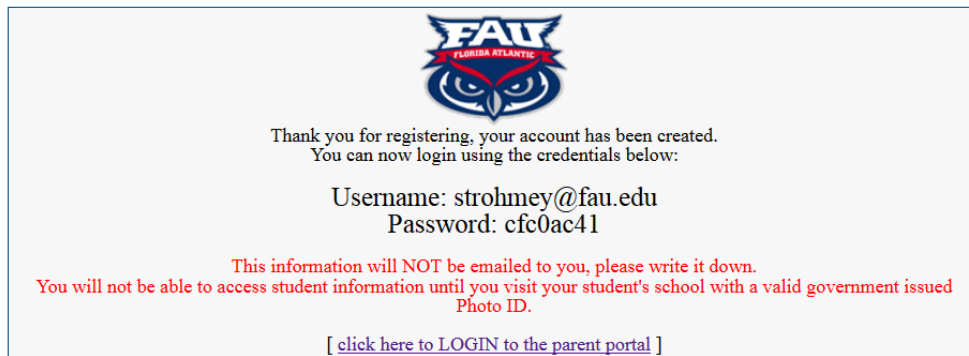 FAU
FLORIDA ATLANTIC
Thank you for registering, your account has been created.
You can now login using the credentials below:
Username: strohmey@fau.edu
Password: cfc0ac41
This information will NOT be emailed to you, please write it down.
You will not be able to access student information until you visit your student's school with a valid government issued
Photo ID.
[ click here to LOGIN to the parent portal ]